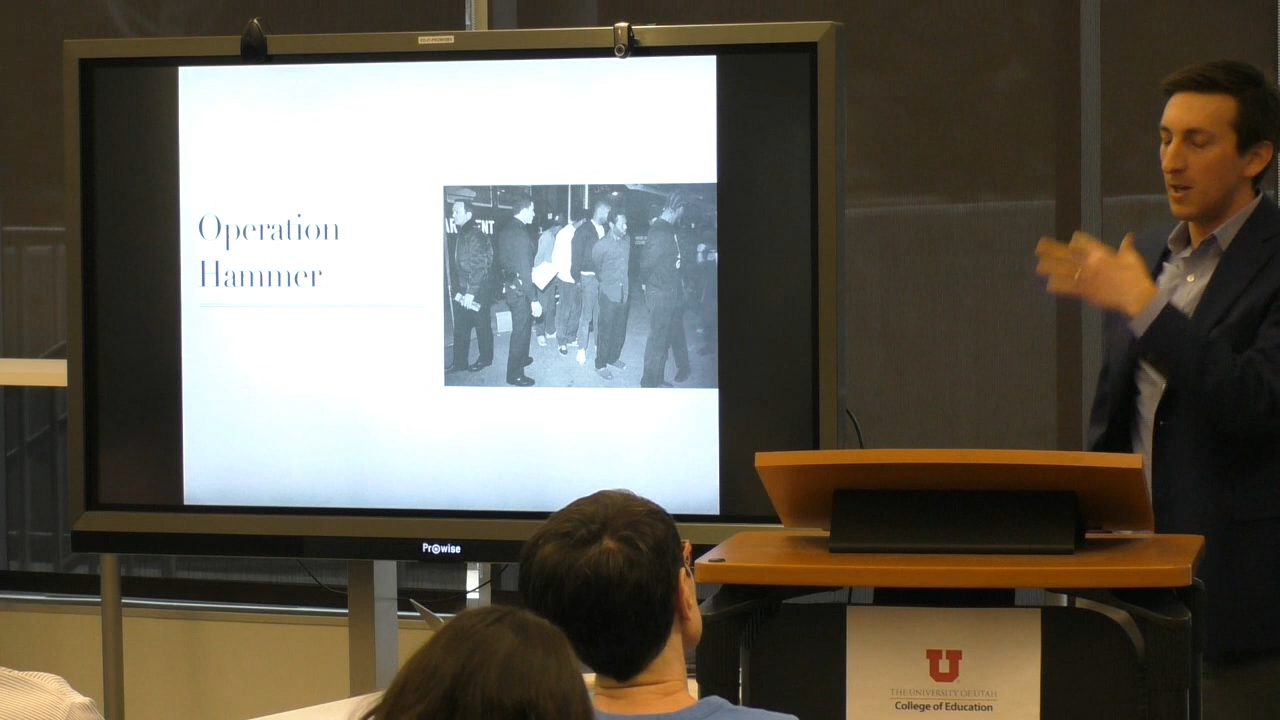 Operation
Hammer
Prowise
U
THE UNIVERSITY OF UTAH
College of Education